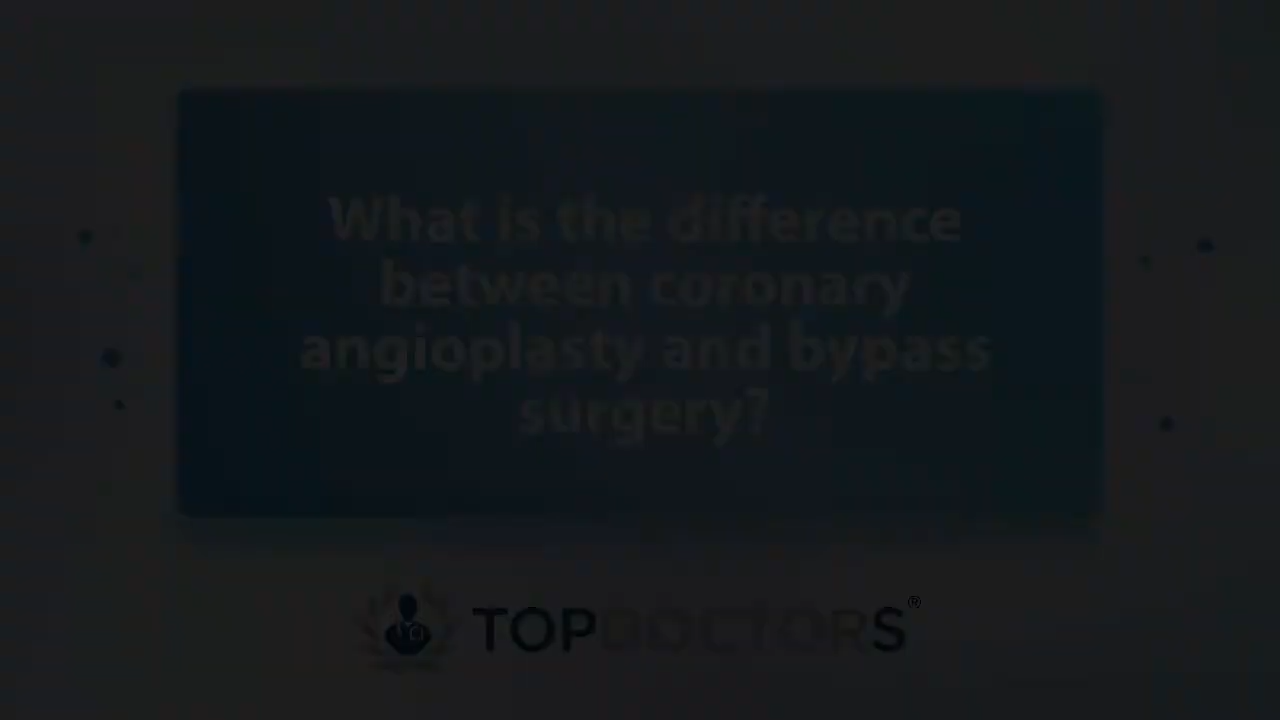 What is the difference
between coronary
angioplasty and bypass
surgery?
TOPDOCTORS®